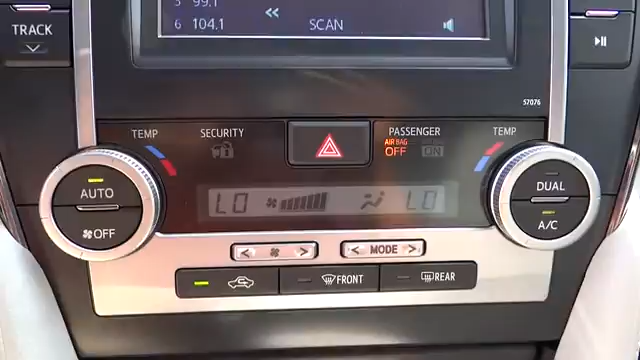 5 99.1
TRACK
6 104.1 SCAN
57076
TEMP SECURITY PASSENGER TEMP
AIR BAG
OFF ON
AUTO
LO LO
DUAL
OFF
A/C
MODE
FRONT REAR